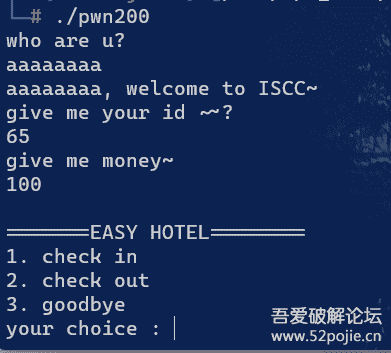 └─# ./pwn200
who are u?
aaaaaaaa
aaaaaaaa, welcome to ISCC~
give me your id ~~?
65
give me money~
100
═══════EASY HOTEL════════
1. check in
2. check out
3. goodbye
your choice :
吾爱破解论坛
www.52pojie.cn